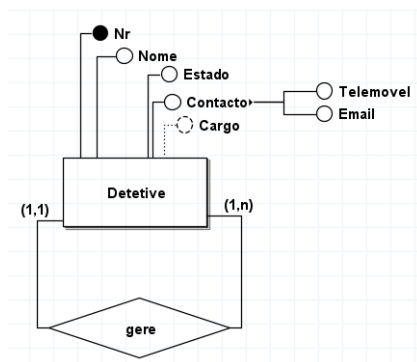 Nr
Nome
Estado
Contacto
Telemovel
Email
Cargo
Detetive
(1,1)
(1,n)
gere